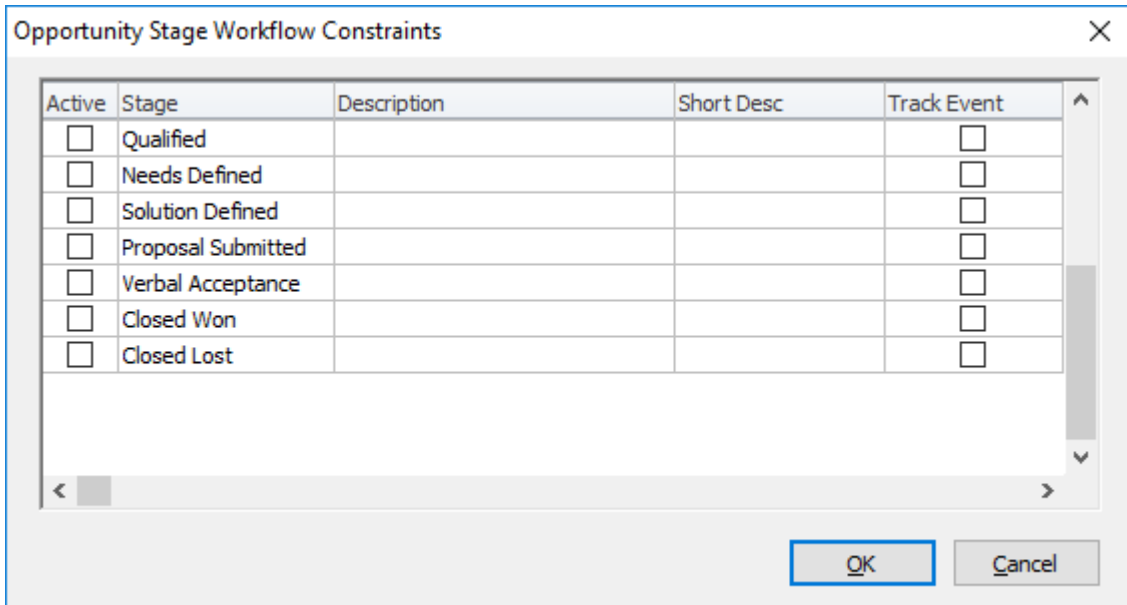 Opportunity Stage Workflow Constraints
Active Stage Description Short Desc Track Event
Qualified
Needs Defined
Solution Defined
Proposal Submitted
Verbal Acceptance
Closed Won
Closed Lost
OK Cancel